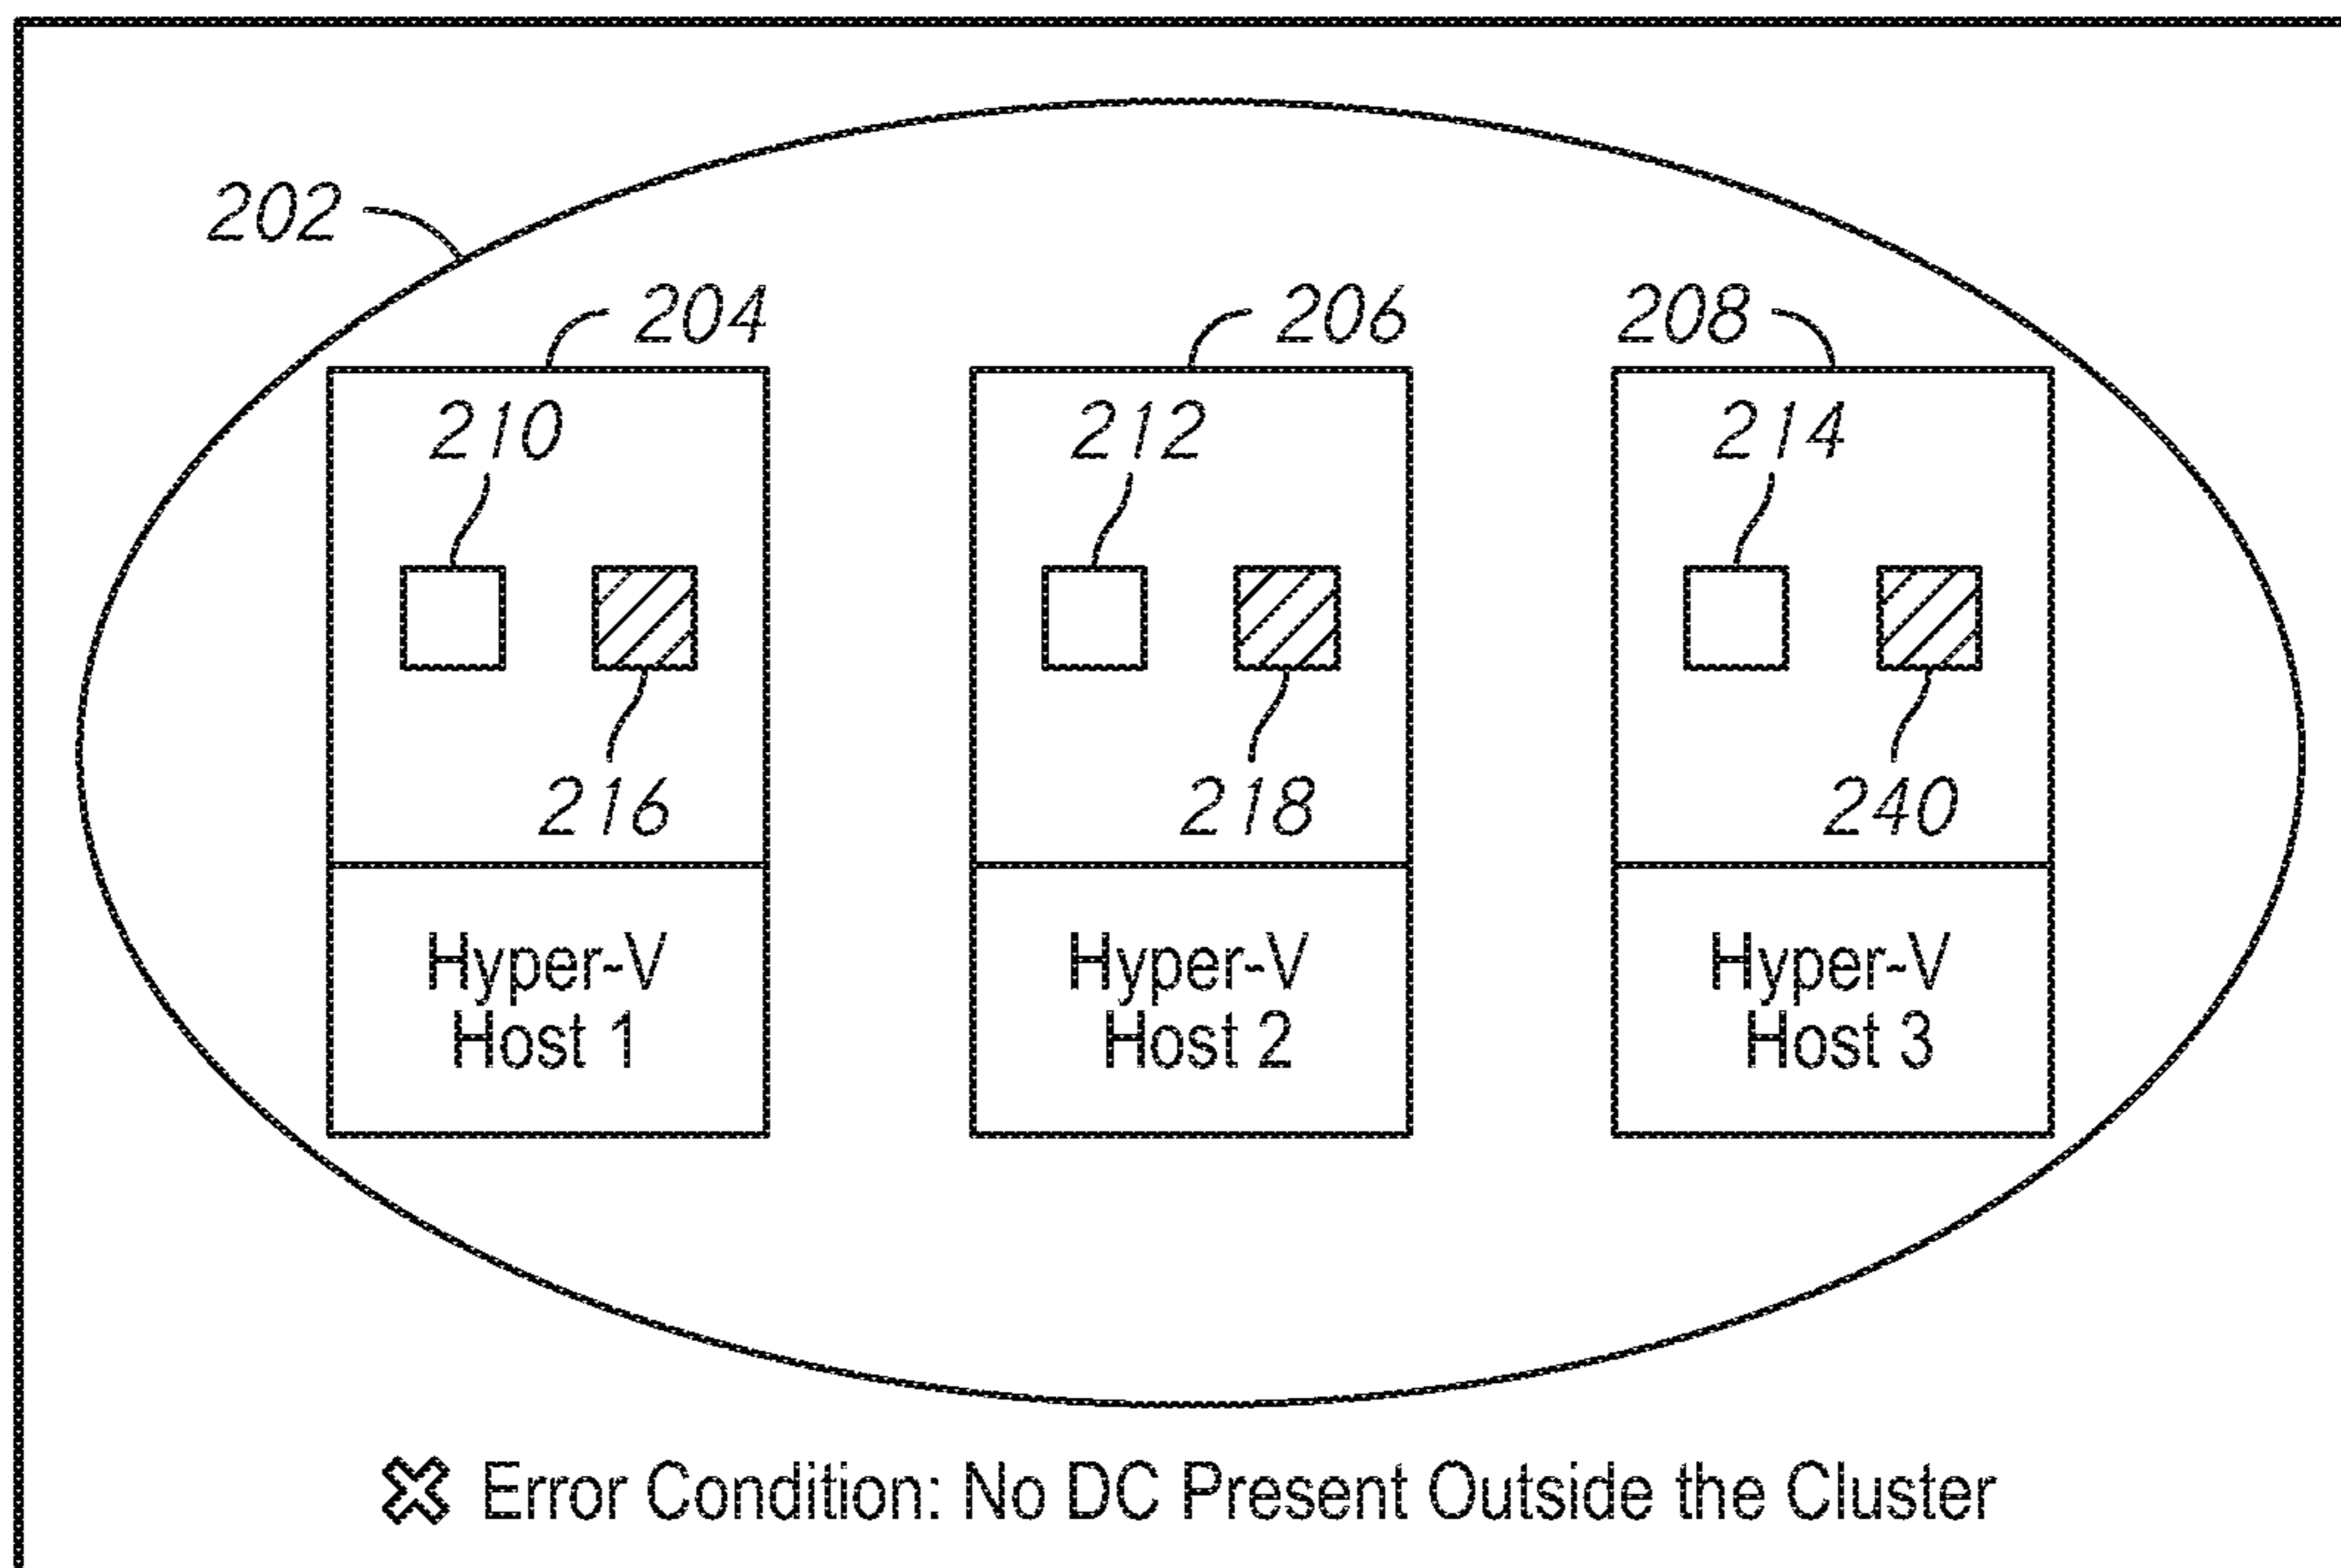 202
204
206
208
210
212
214
216
218
240
Hyper-V
Host 1
Hyper-V
Host 2
Hyper-V
Host 3
Error Condition: No DC Present Outside the Cluster